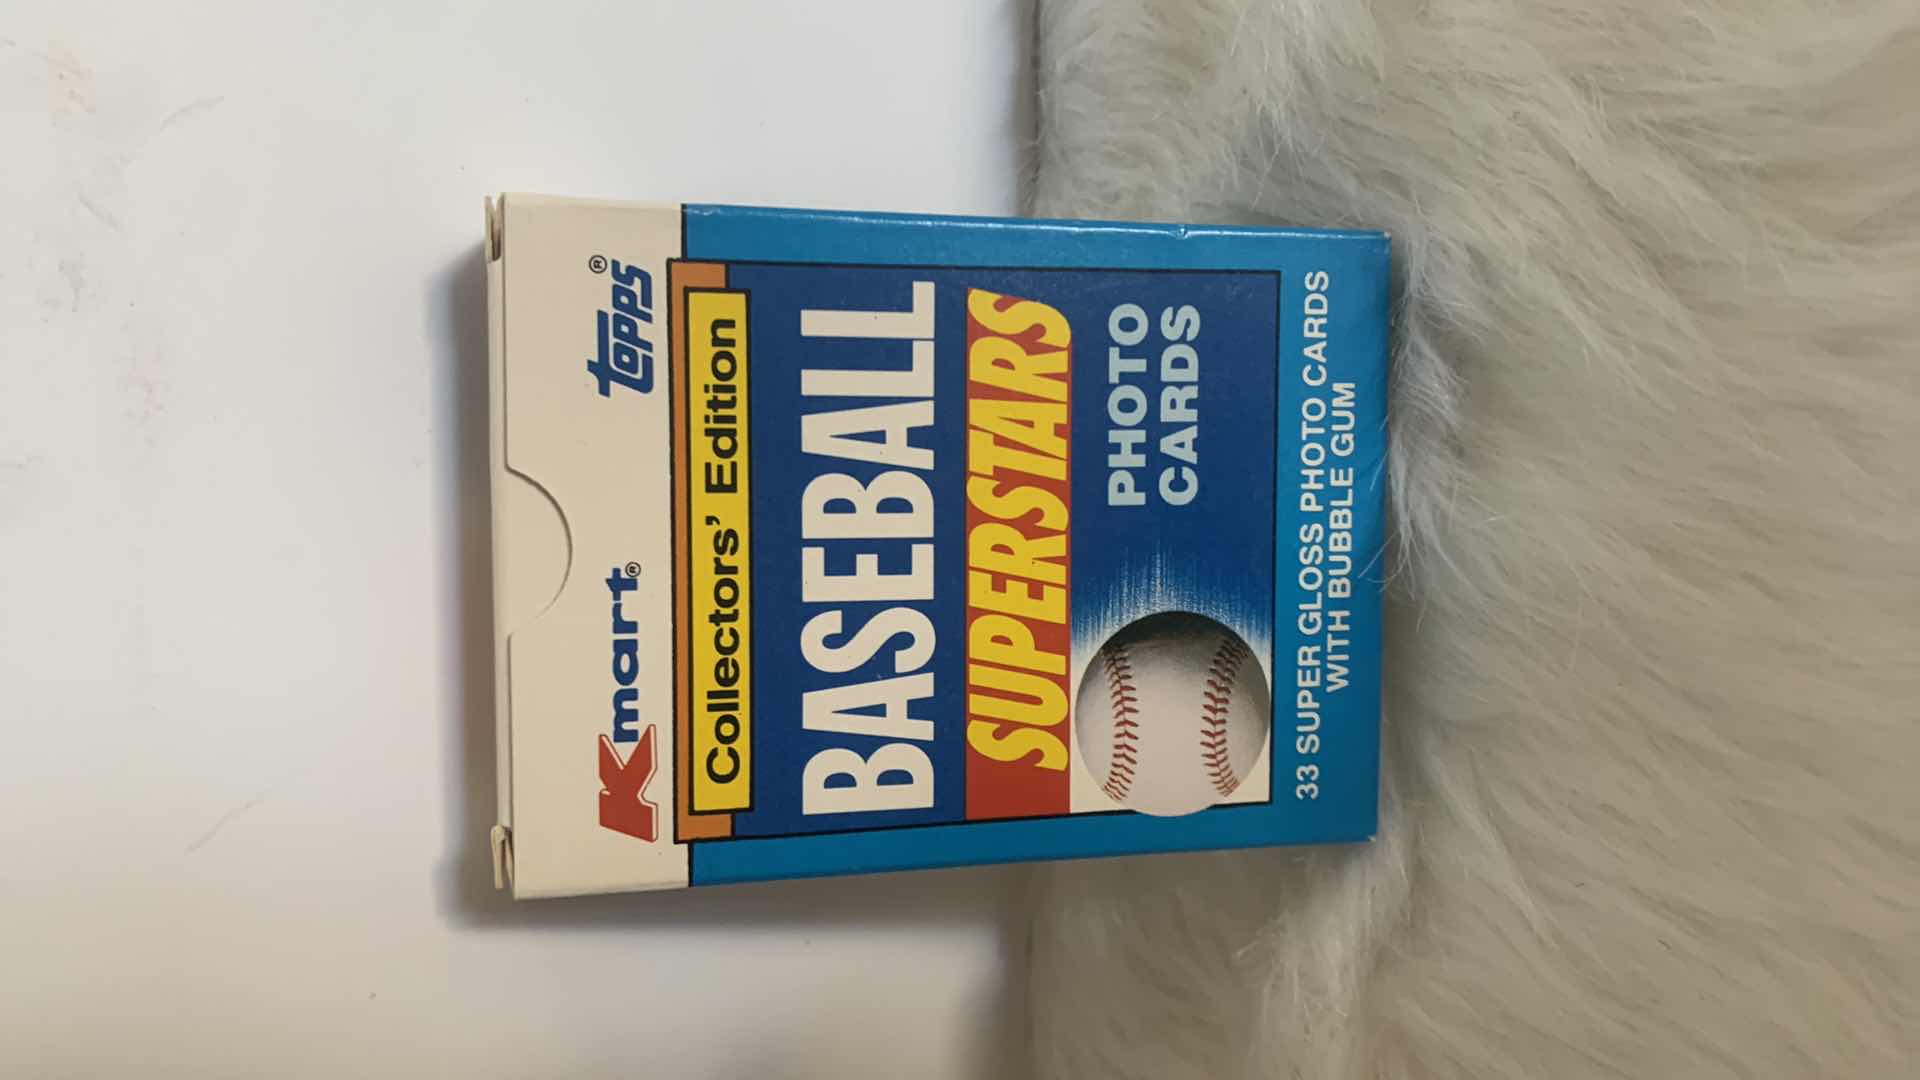 Kmart® Topps®
Collectors' Edition
BASEBALL
SUPERSTARS
PHOTO
CARDS
33 SUPER GLOSS PHOTO CARDS
WITH BUBBLE GUM